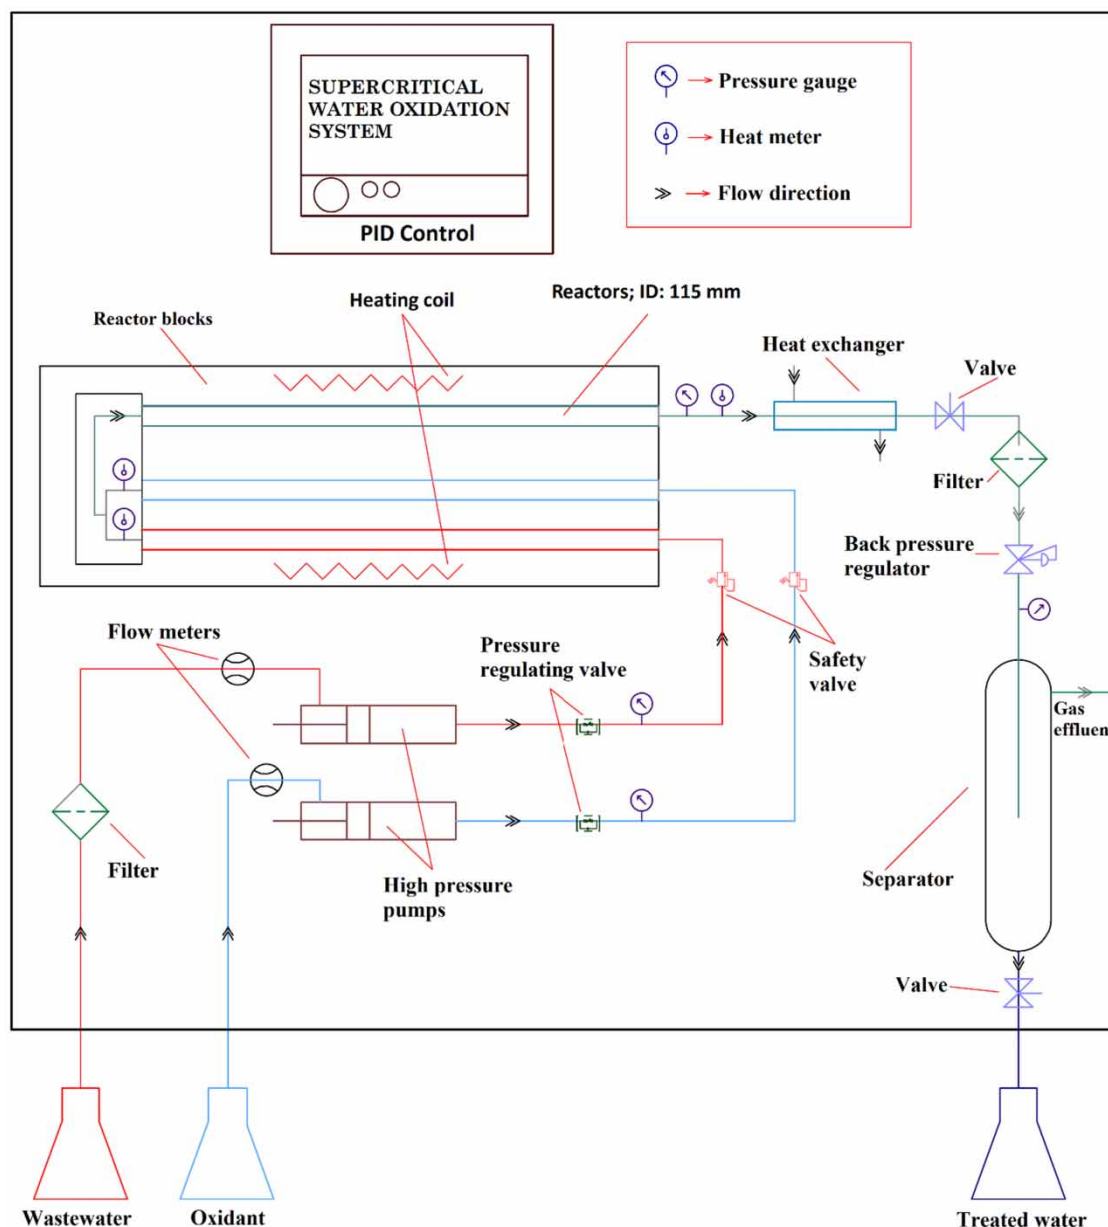 SUPERCRITICAL
WATER OXIDATION
SYSTEM
PID Control
Pressure gauge
Heat meter
Flow direction
Reactor blocks
Heating coil
Reactors; ID: 115 mm
Heat exchanger
Valve
Filter
Back pressure
regulator
Flow meters
Pressure
regulating valve
Safety
valve
Gas
effluen
Filter
High pressure
pumps
Separator
Valve
Wastewater
Oxidant
Treated water